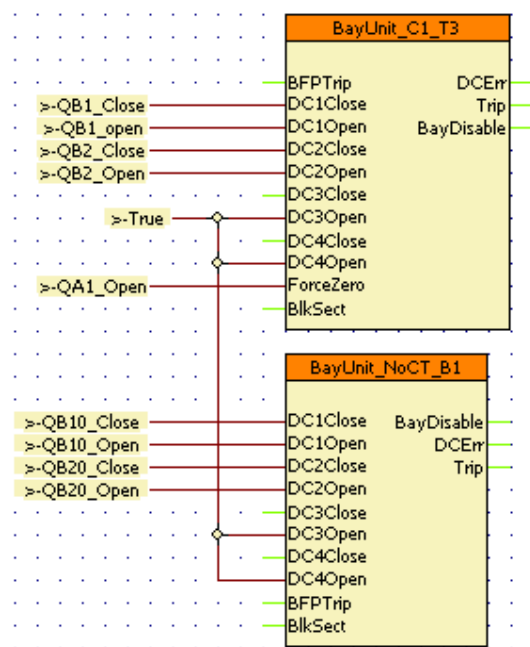 BayUnit_C1_T3
BFPTrip DCErr
>-QB1_Close DC1Close Trip
>-QB1_open DC1Open BayDisable
>-QB2_Close DC2Close
>-QB2_Open DC2Open
DC3Close
>-True DC3Open
DC4Close
DC4Open
>-QA1_Open ForceZero
BlkSect
BayUnit_NoCT_B1
>-QB10_Close DC1Close BayDisable
>-QB10_Open DC1Open DCErr
>-QB20_Close DC2Close Trip
>-QB20_Open DC2Open
DC3Close
DC3Open
DC4Close
DC4Open
BFPTrip
BlkSect